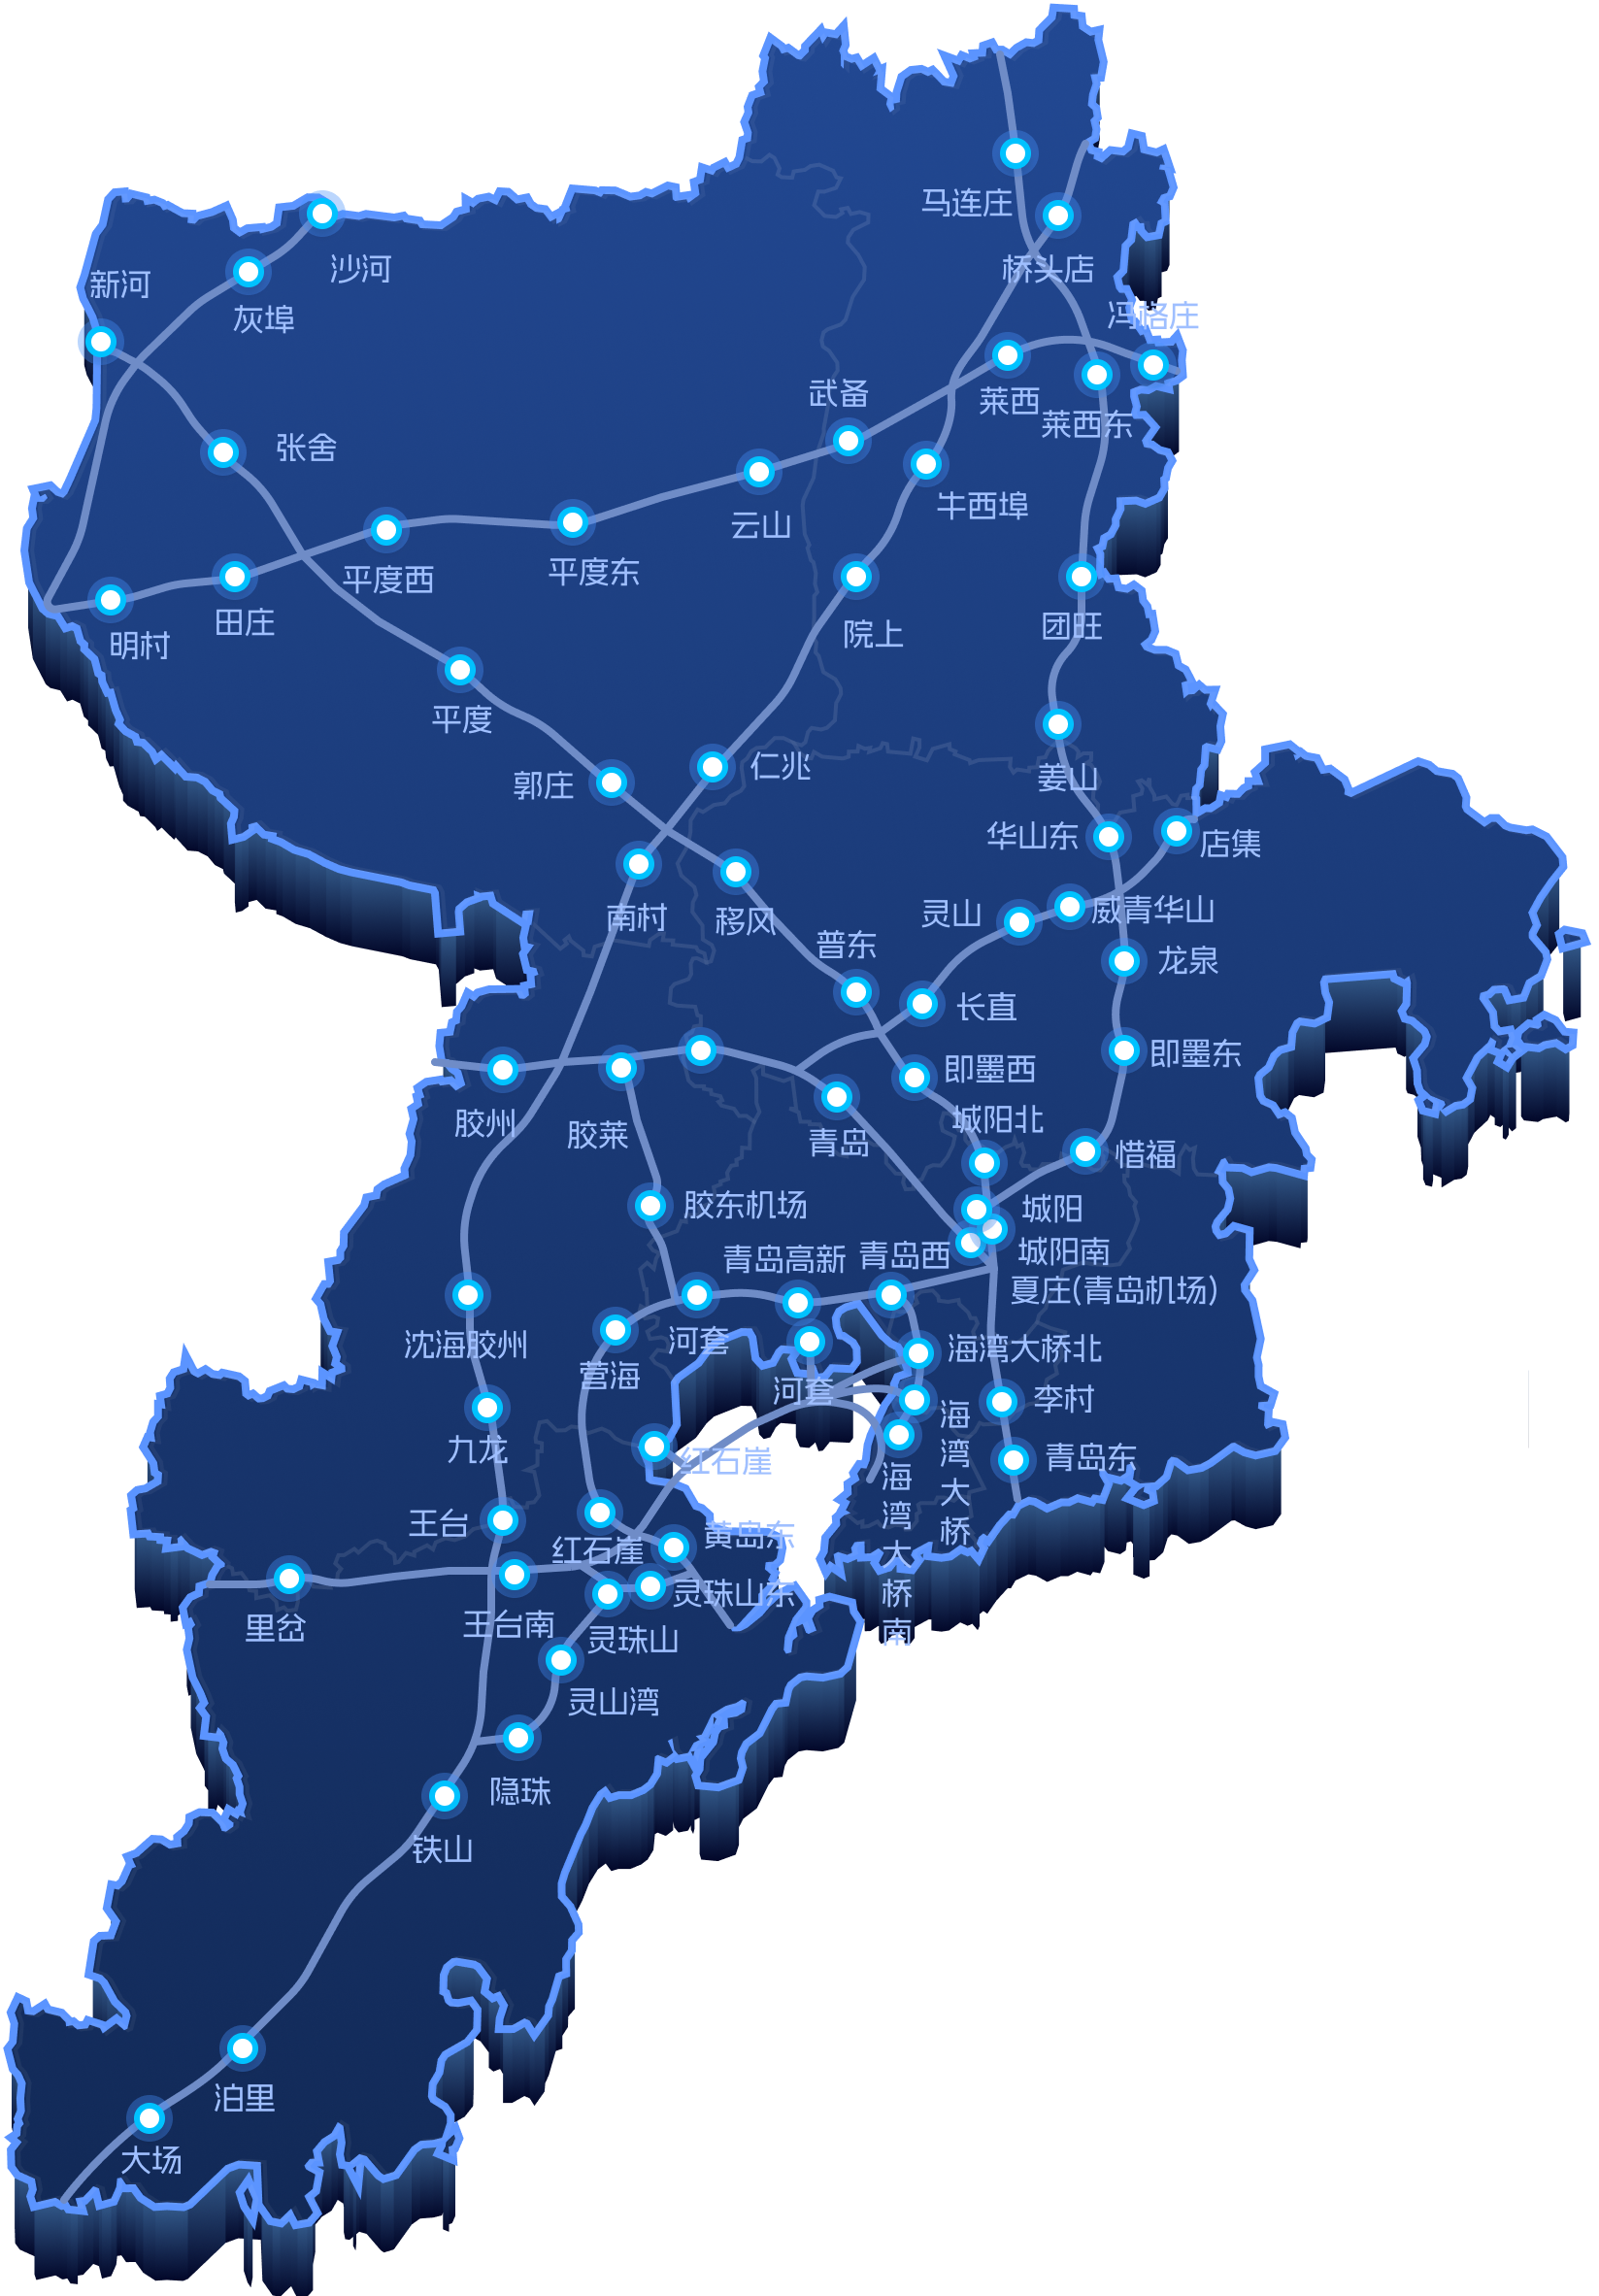 马连庄
桥头店
沙河
新河
灰埠
冯格庄
武备
莱西
莱西东
张舍
牛西埠
云山
平度东
平度西
田庄
明村
团旺
院上
平度
仁兆
姜山
郭庄
华山东
店集
南村
移风
灵山
威青华山
普东
龙泉
长直
即墨东
即墨西
胶州
胶莱
青岛
城阳北
惜福
胶东机场
城阳
城阳南
青岛高新
青岛西
夏庄(青岛机场)
沈海胶州
河套
海湾大桥北
营海
河套
李村
海湾大桥
九龙
红石崖
青岛东
海湾大桥南
王台
红石崖
黄岛东
灵珠山东
里岔
王台南
灵珠山
灵山湾
隐珠
铁山
泊里
大场